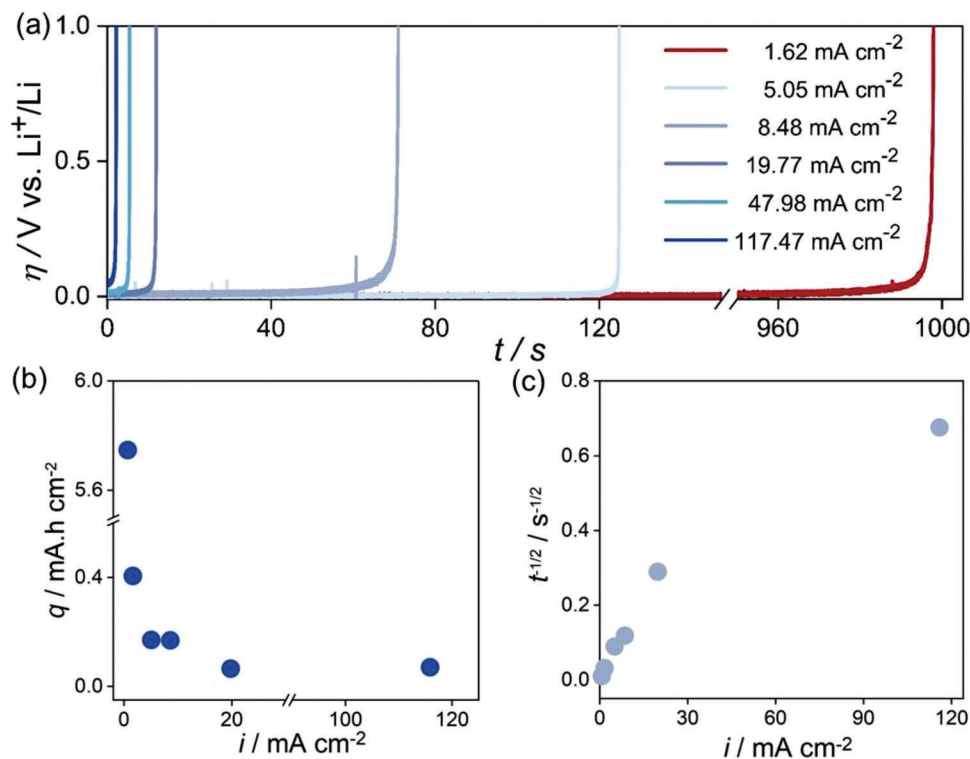 (a)
1.0
0.5
0.0
η / V vs. Li⁺/Li
1.62 mA cm⁻²
5.05 mA cm⁻²
8.48 mA cm⁻²
19.77 mA cm⁻²
47.98 mA cm⁻²
117.47 mA cm⁻²
0 40 80 120 960 1000
t / s
(b)
6.0
5.6
0.4
0.0
q / mA.h cm⁻²
0 20 100 120
i / mA cm⁻²
(c)
0.8
0.6
0.4
0.2
0.0
t⁻¹/² / s⁻¹/²
0 30 60 90 120
i / mA cm⁻²